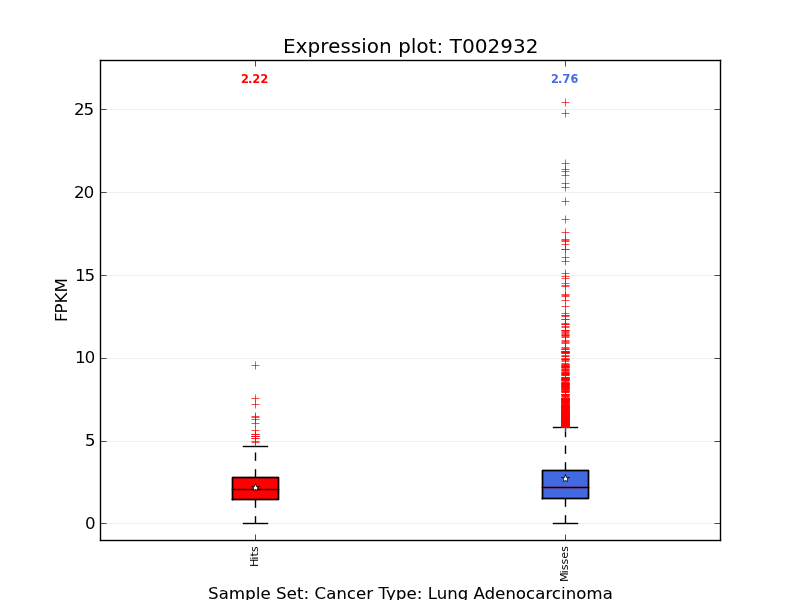 Expression plot: T002932
2.22
2.76
25
20
15
10
5
0
FPKM
Hits
Misses
Sample Set: Cancer Type: Lung Adenocarcinoma